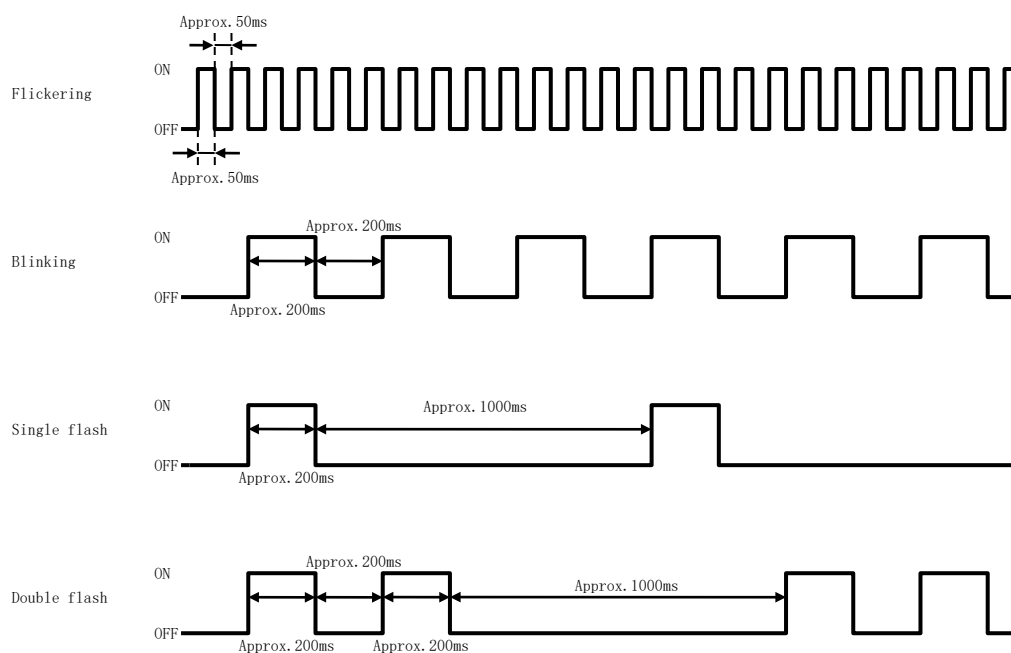 Approx.50ms
ON
Flickering
OFF
Approx.50ms
Approx.200ms
ON
Blinking
OFF
Approx.200ms
ON
Approx.1000ms
Single flash
OFF
Approx.200ms
Approx.200ms
ON
Approx.1000ms
Double flash
OFF
Approx.200ms
Approx.200ms